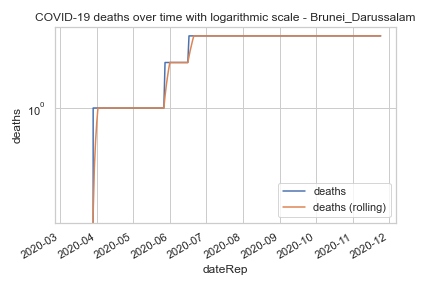 COVID-19 deaths over time with logarithmic scale - Brunei_Darussalam
deaths
10⁰
deaths
deaths (rolling)
2020-03
2020-04
2020-05
2020-06
2020-07
2020-08
2020-09
2020-10
2020-11
2020-12
dateRep